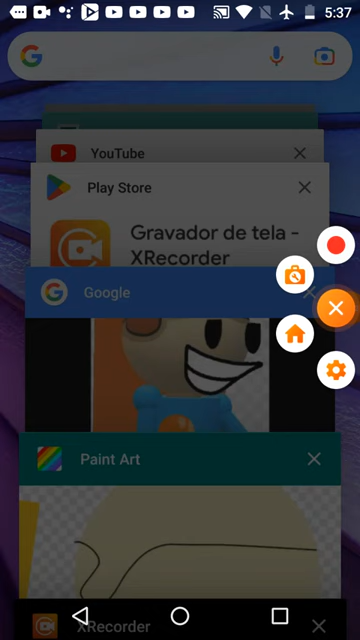 5:37
YouTube
Play Store
Gravador de tela -
XRecorder
Google
Paint Art
XRecorder